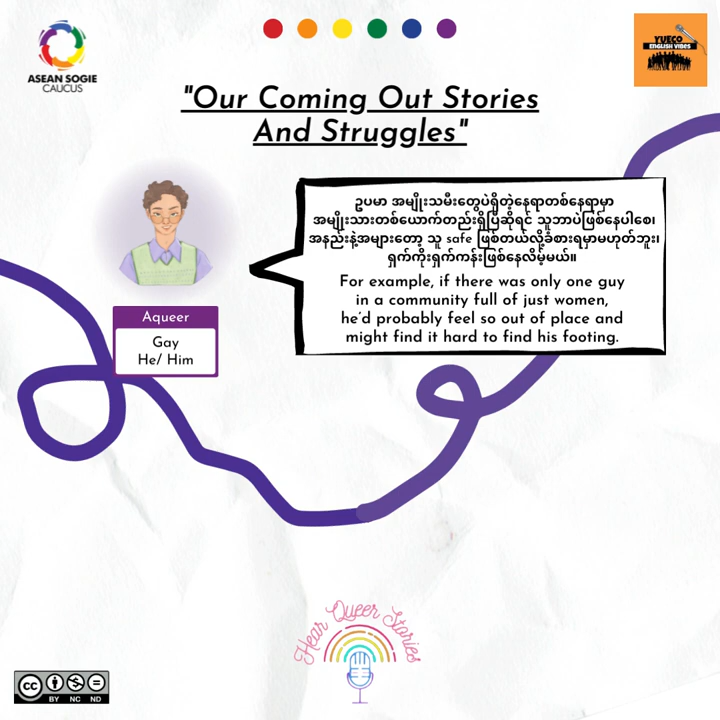 ASEAN SOGIE
CAUCUS
YUECO
ENGLISH VIBES
"Our Coming Out Stories
And Struggles"
ဥပမာ အမျိုးသမီးတွေပဲရှိတဲ့နေရာတစ်နေရာမှာ
အမျိုးသားတစ်ယောက်တည်းရှိပြီဆိုရင် သူဘာပဲဖြစ်နေပါစေ၊
အနည်းနဲ့အများတော့ သူ safe ဖြစ်တယ်လို့ခံစားရမှာမဟုတ်ဘူး၊
ရှက်ကိုးရှက်ကန်းဖြစ်နေလိမ့်မယ်။
For example, if there was only one guy
in a community full of just women,
he'd probably feel so out of place and
might find it hard to find his footing.
Aqueer
Gay
He/ Him
Hear Queer Stories
cc BY NC ND